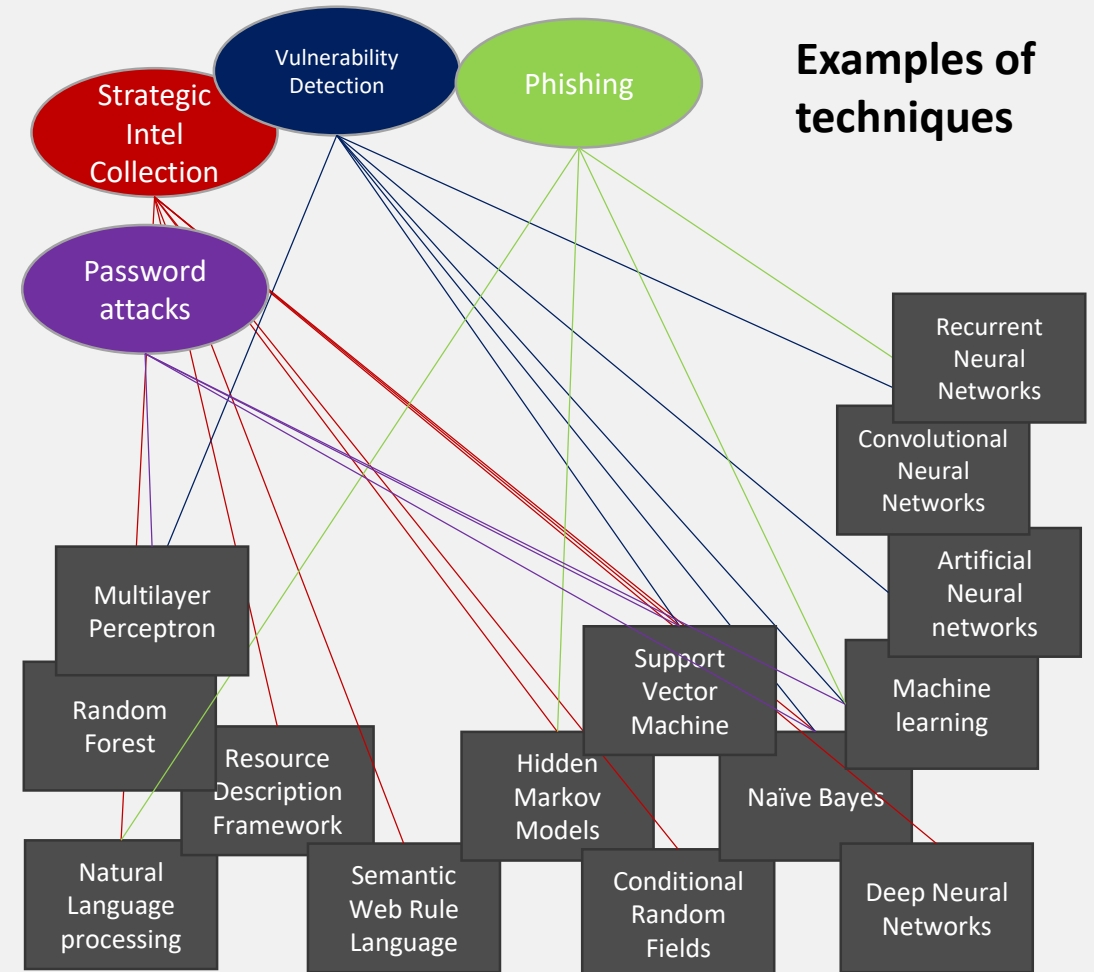 Examples of
techniques
Vulnerability
Detection
Phishing
Strategic
Intel
Collection
Password
attacks
Recurrent
Neural
Networks
Convolutional
Neural
Networks
Artificial
Neural
networks
Multilayer
Perceptron
Support
Vector
Machine
Machine
learning
Random
Forest
Resource
Description
Framework
Hidden
Markov
Models
Naïve Bayes
Natural
Language
processing
Semantic
Web Rule
Language
Conditional
Random
Fields
Deep Neural
Networks